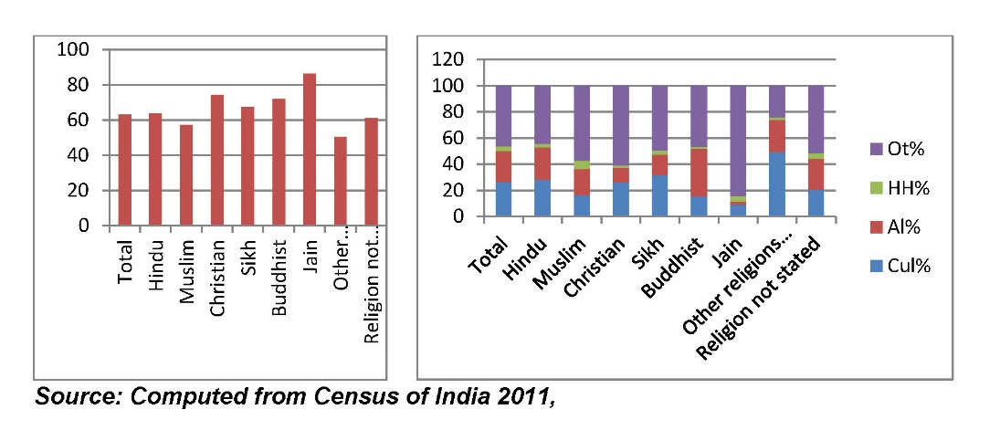 100
80
60
40
20
0
Total
Hindu
Muslim
Christian
Sikh
Buddhist
Jain
Other...
Religion not...
120
100
80
60
40
20
0
Total
Hindu
Muslim
Christian
Sikh
Buddhist
Jain
Other religions...
Religion not stated
Ot%
HH%
Al%
Cul%
Source: Computed from Census of India 2011,